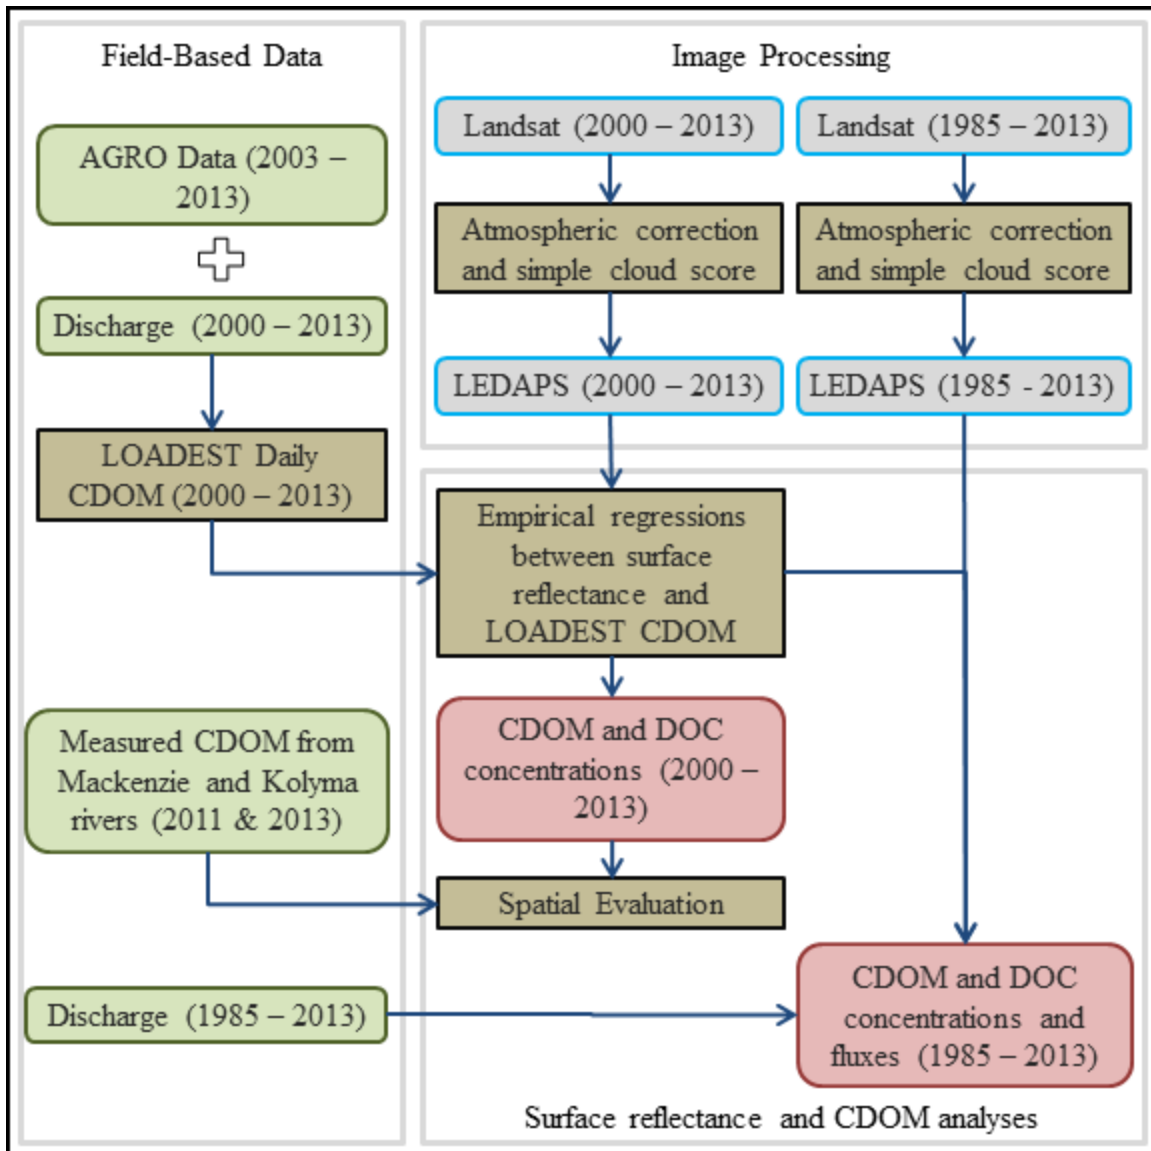 Field-Based Data
AGRO Data (2003 –
2013)
Discharge (2000 – 2013)
LOADEST Daily
CDOM (2000 – 2013)
Measured CDOM from
Mackenzie and Kolyma
rivers (2011 & 2013)
Discharge (1985 – 2013)
Image Processing
Landsat (2000 – 2013)
Landsat (1985 – 2013)
Atmospheric correction
and simple cloud score
Atmospheric correction
and simple cloud score
LEDAPS (2000 – 2013)
LEDAPS (1985 - 2013)
Empirical regressions
between surface
reflectance and
LOADEST CDOM
CDOM and DOC
concentrations (2000 –
2013)
Spatial Evaluation
CDOM and DOC
concentrations and
fluxes (1985 – 2013)
Surface reflectance and CDOM analyses